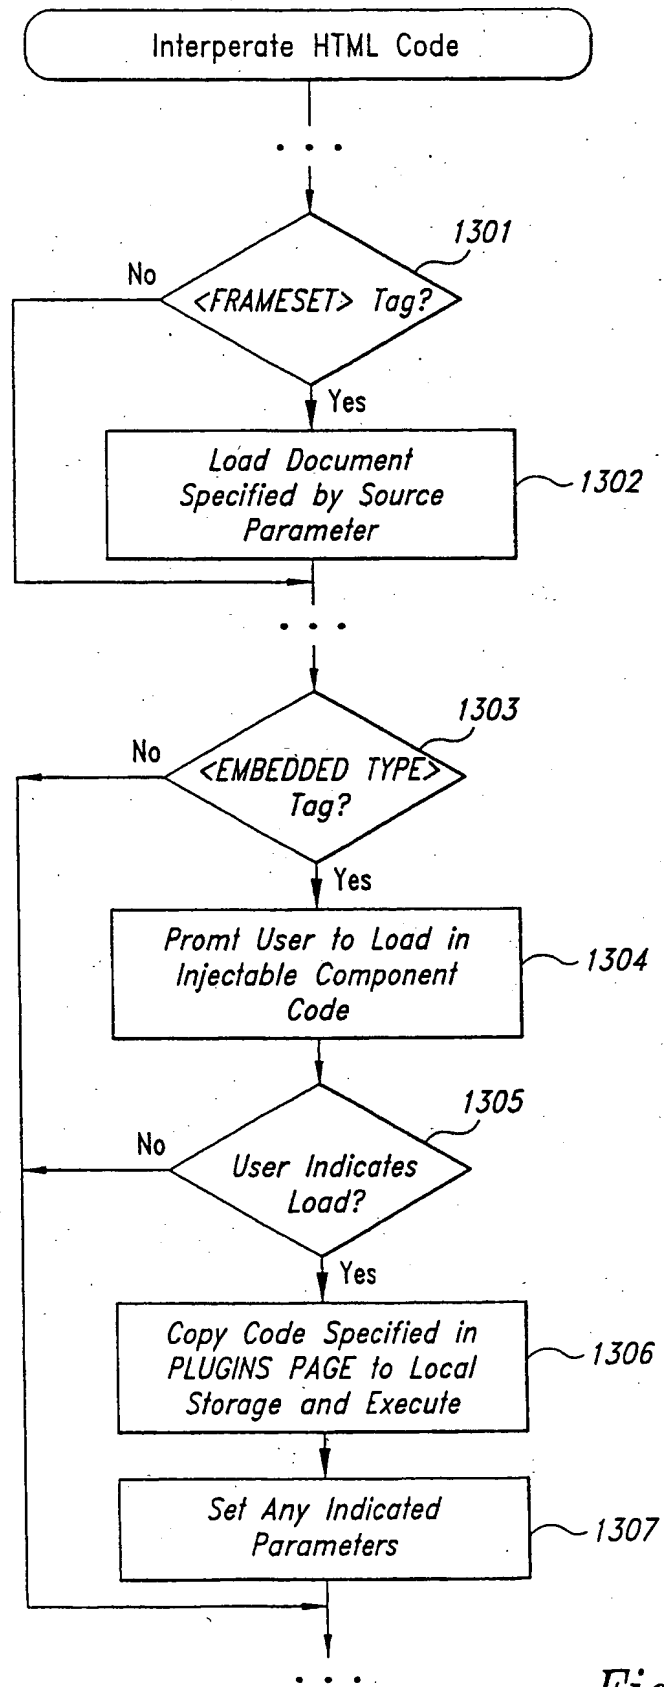 Interperate HTML Code
. . .
1301
No
<FRAMESET> Tag?
Yes
Load Document
Specified by Source
Parameter
1302
. . .
1303
No
<EMBEDDED TYPE>
Tag?
Yes
Promt User to Load in
Injectable Component
Code
1304
1305
No
User Indicates
Load?
Yes
Copy Code Specified in
PLUGINS PAGE to Local
Storage and Execute
1306
Set Any Indicated
Parameters
1307
. . .